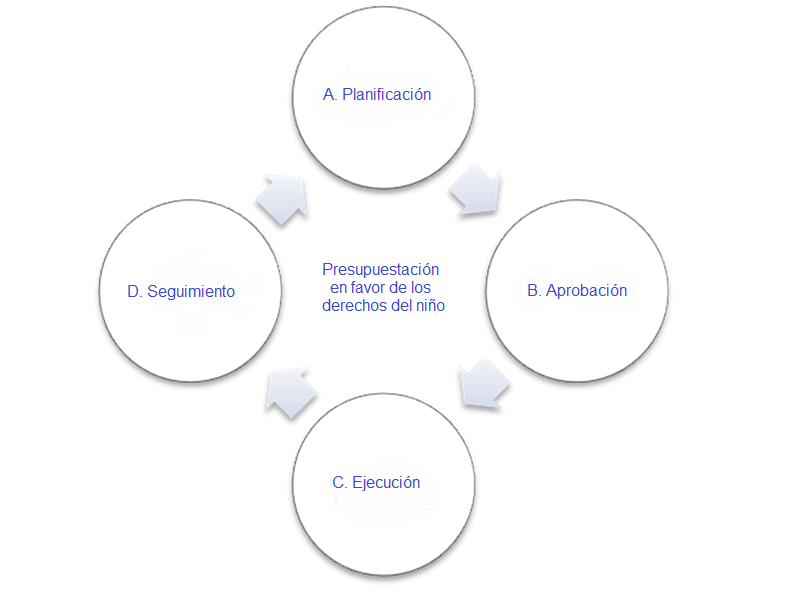 A. Planificación
Presupuestación
en favor de los
derechos del niño
D. Seguimiento
B. Aprobación
C. Ejecución